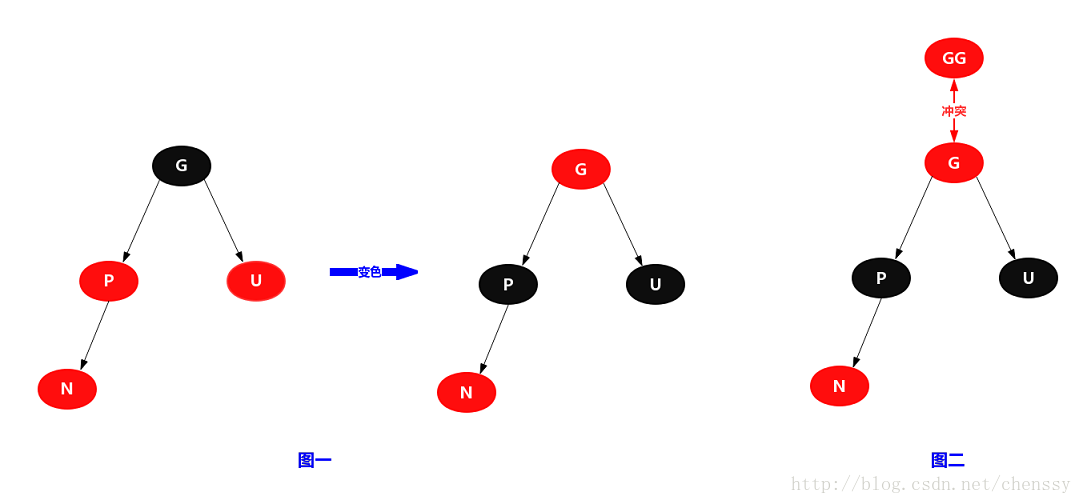 G
P
U
N
变色
G
P
U
N
图一
GG
冲突
G
P
U
N
图二
http://blog.csdn.net/chenssy